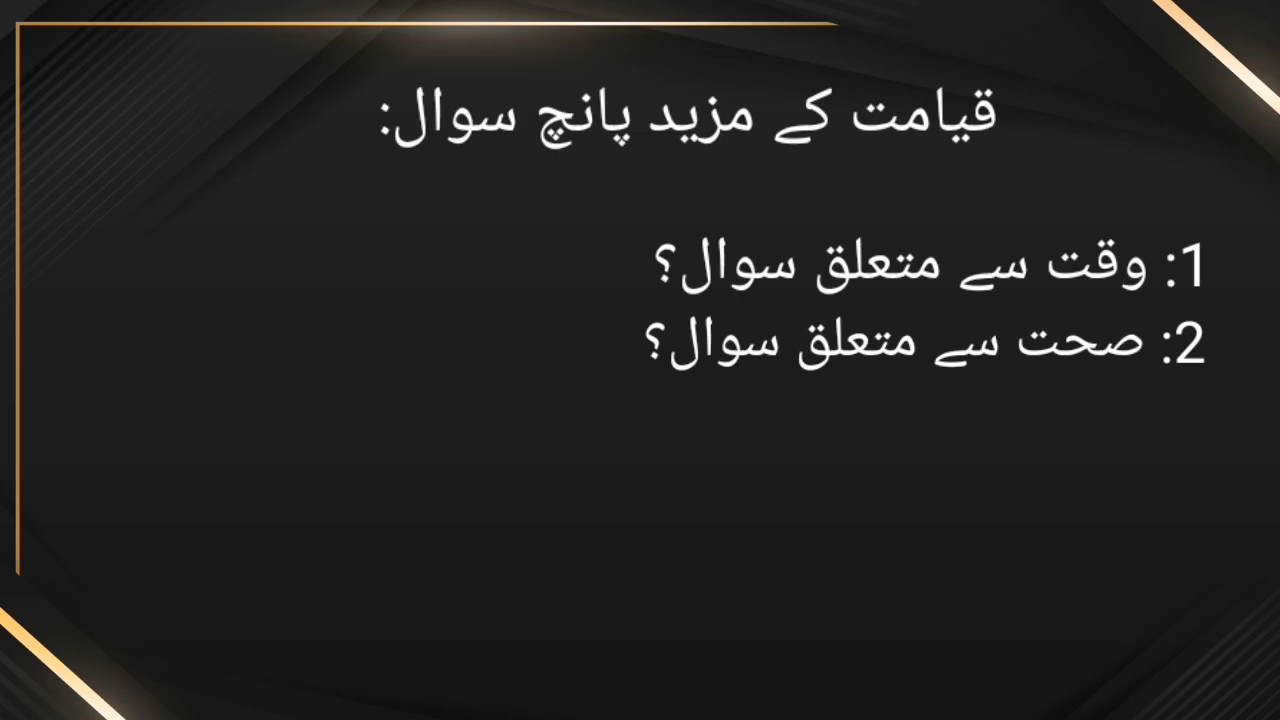 قیامت کے مزید پانچ سوال:
1: وقت سے متعلق سوال؟
2: صحت سے متعلق سوال؟